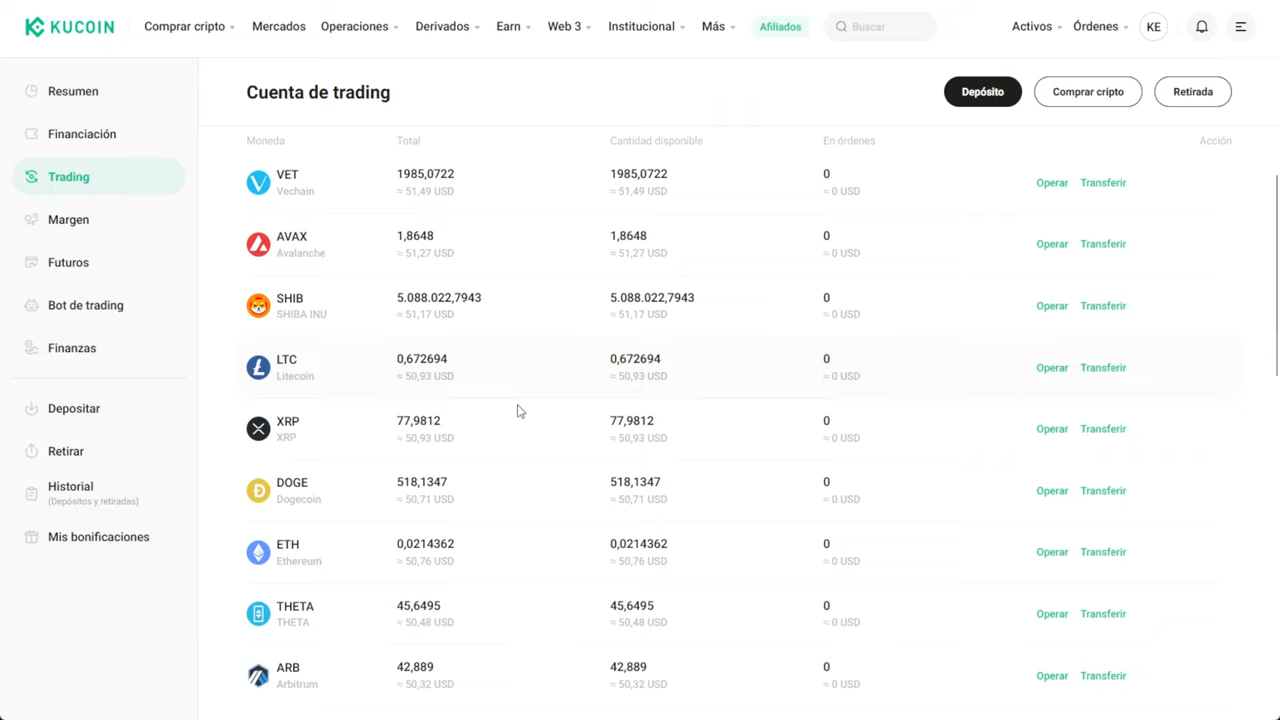 KUCOIN
Comprar cripto
Mercados
Operaciones
Derivados
Earn
Web 3
Institucional
Más
Afiliados
Buscar
Activos
Órdenes
KE
Resumen
Financiación
Trading
Margen
Futuros
Bot de trading
Finanzas
Depositar
Retirar
Historial
(Depósitos y retiradas)
Mis bonificaciones
Cuenta de trading
Depósito
Comprar cripto
Retirada
Moneda Total Cantidad disponible En órdenes Acción
VET 1985,0722 1985,0722 0
Vechain ≈ 51,49 USD ≈ 51,49 USD ≈ 0 USD
Operar Transferir
AVAX 1,8648 1,8648 0
Avalanche ≈ 51,27 USD ≈ 51,27 USD ≈ 0 USD
Operar Transferir
SHIB 5.088.022,7943 5.088.022,7943 0
SHIBA INU ≈ 51,17 USD ≈ 51,17 USD ≈ 0 USD
Operar Transferir
LTC 0,672694 0,672694 0
Litecoin ≈ 50,93 USD ≈ 50,93 USD ≈ 0 USD
Operar Transferir
XRP 77,9812 77,9812 0
XRP ≈ 50,93 USD ≈ 50,93 USD ≈ 0 USD
Operar Transferir
DOGE 518,1347 518,1347 0
Dogecoin ≈ 50,71 USD ≈ 50,71 USD ≈ 0 USD
Operar Transferir
ETH 0,0214362 0,0214362 0
Ethereum ≈ 50,76 USD ≈ 50,76 USD ≈ 0 USD
Operar Transferir
THETA 45,6495 45,6495 0
THETA ≈ 50,48 USD ≈ 50,48 USD ≈ 0 USD
Operar Transferir
ARB 42,889 42,889 0
Arbitrum ≈ 50,32 USD ≈ 50,32 USD ≈ 0 USD
Operar Transferir